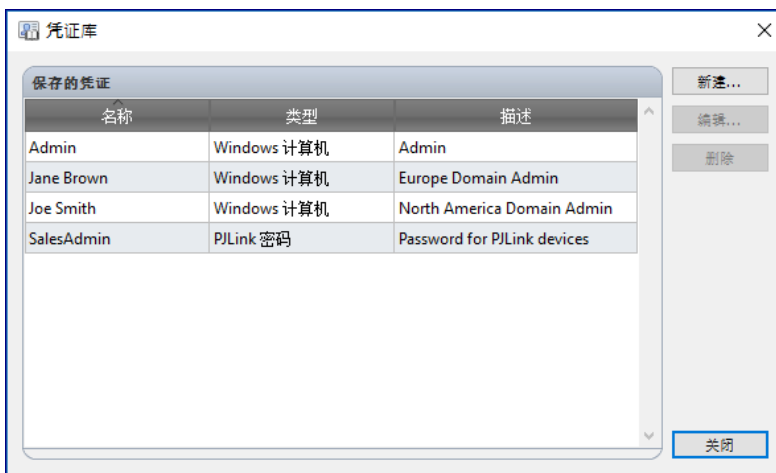 凭证库
保存的凭证
名称 类型 描述
Admin Windows 计算机 Admin
Jane Brown Windows 计算机 Europe Domain Admin
Joe Smith Windows 计算机 North America Domain Admin
SalesAdmin PJLink 密码 Password for PJLink devices
新建...
编辑...
删除
关闭